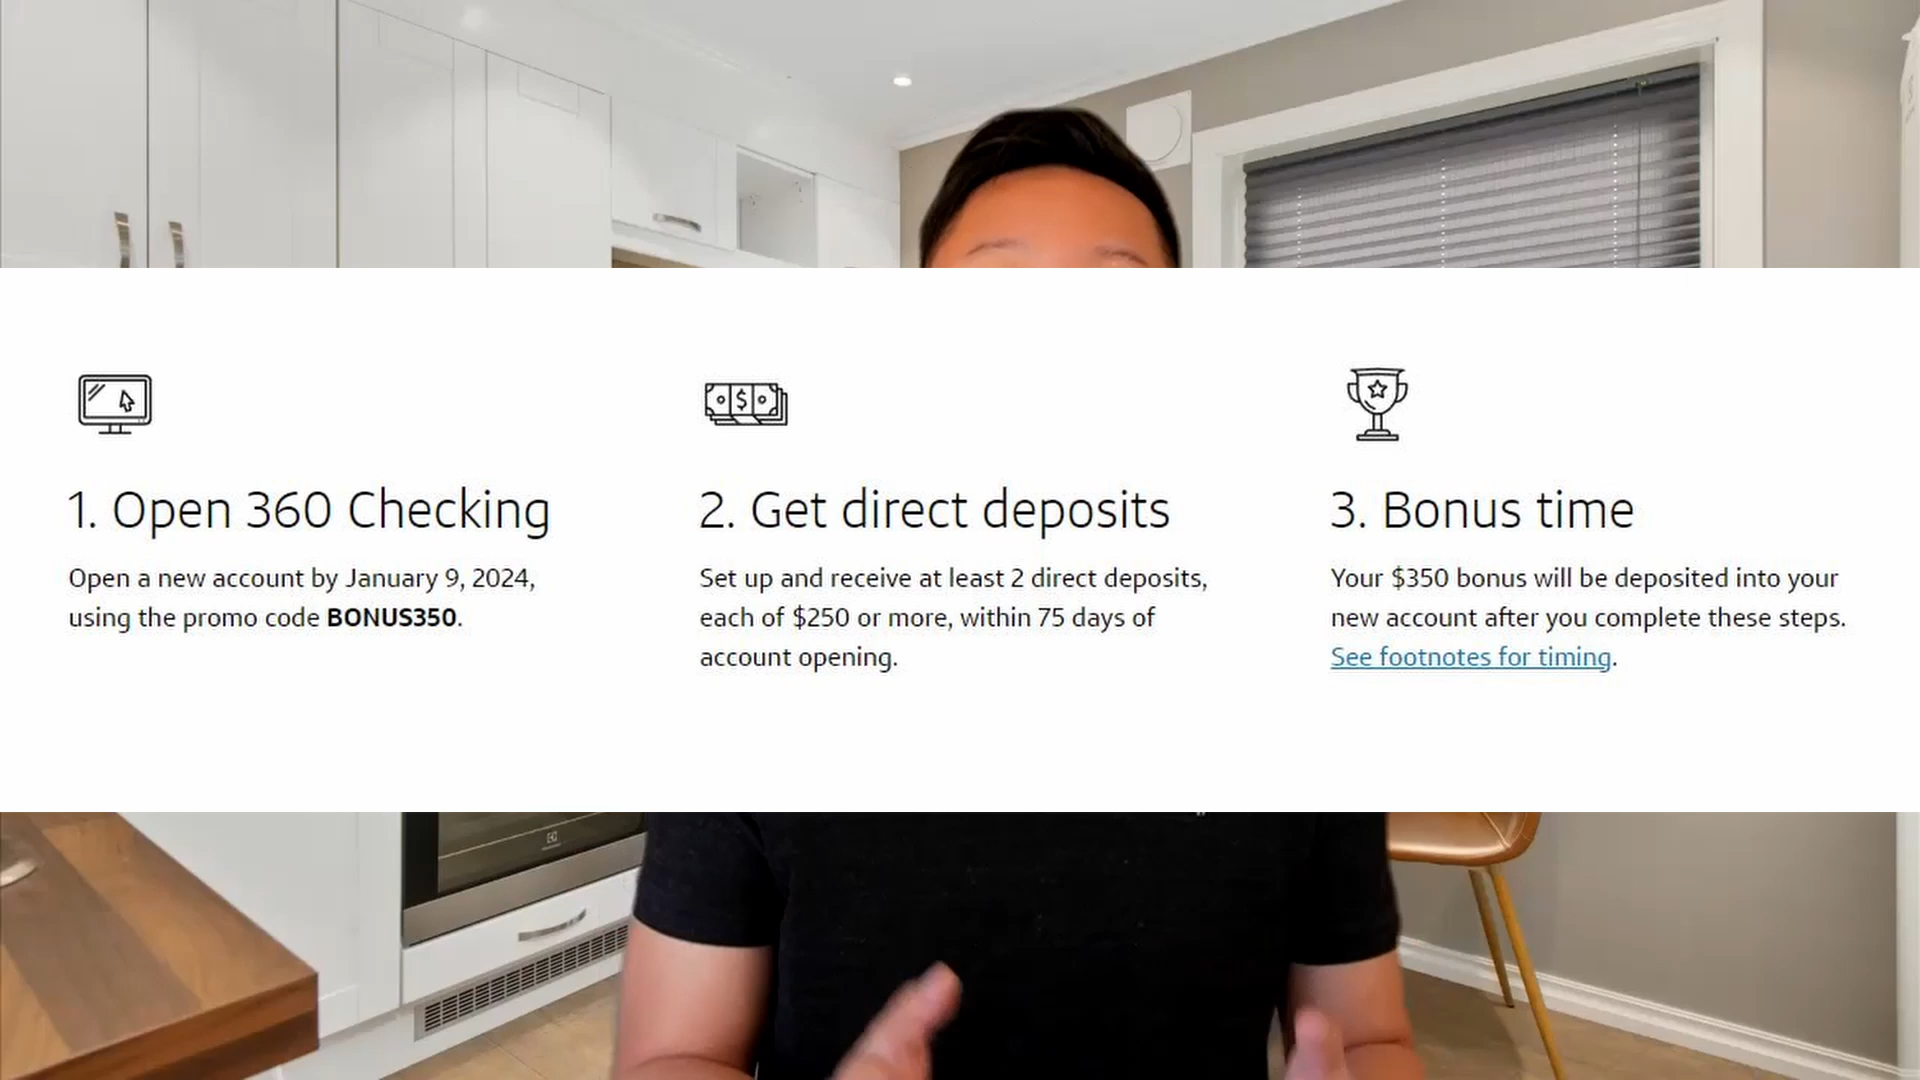 1. Open 360 Checking
Open a new account by January 9, 2024,
using the promo code BONUS350.
2. Get direct deposits
Set up and receive at least 2 direct deposits,
each of $250 or more, within 75 days of
account opening.
3. Bonus time
Your $350 bonus will be deposited into your
new account after you complete these steps.
See footnotes for timing.